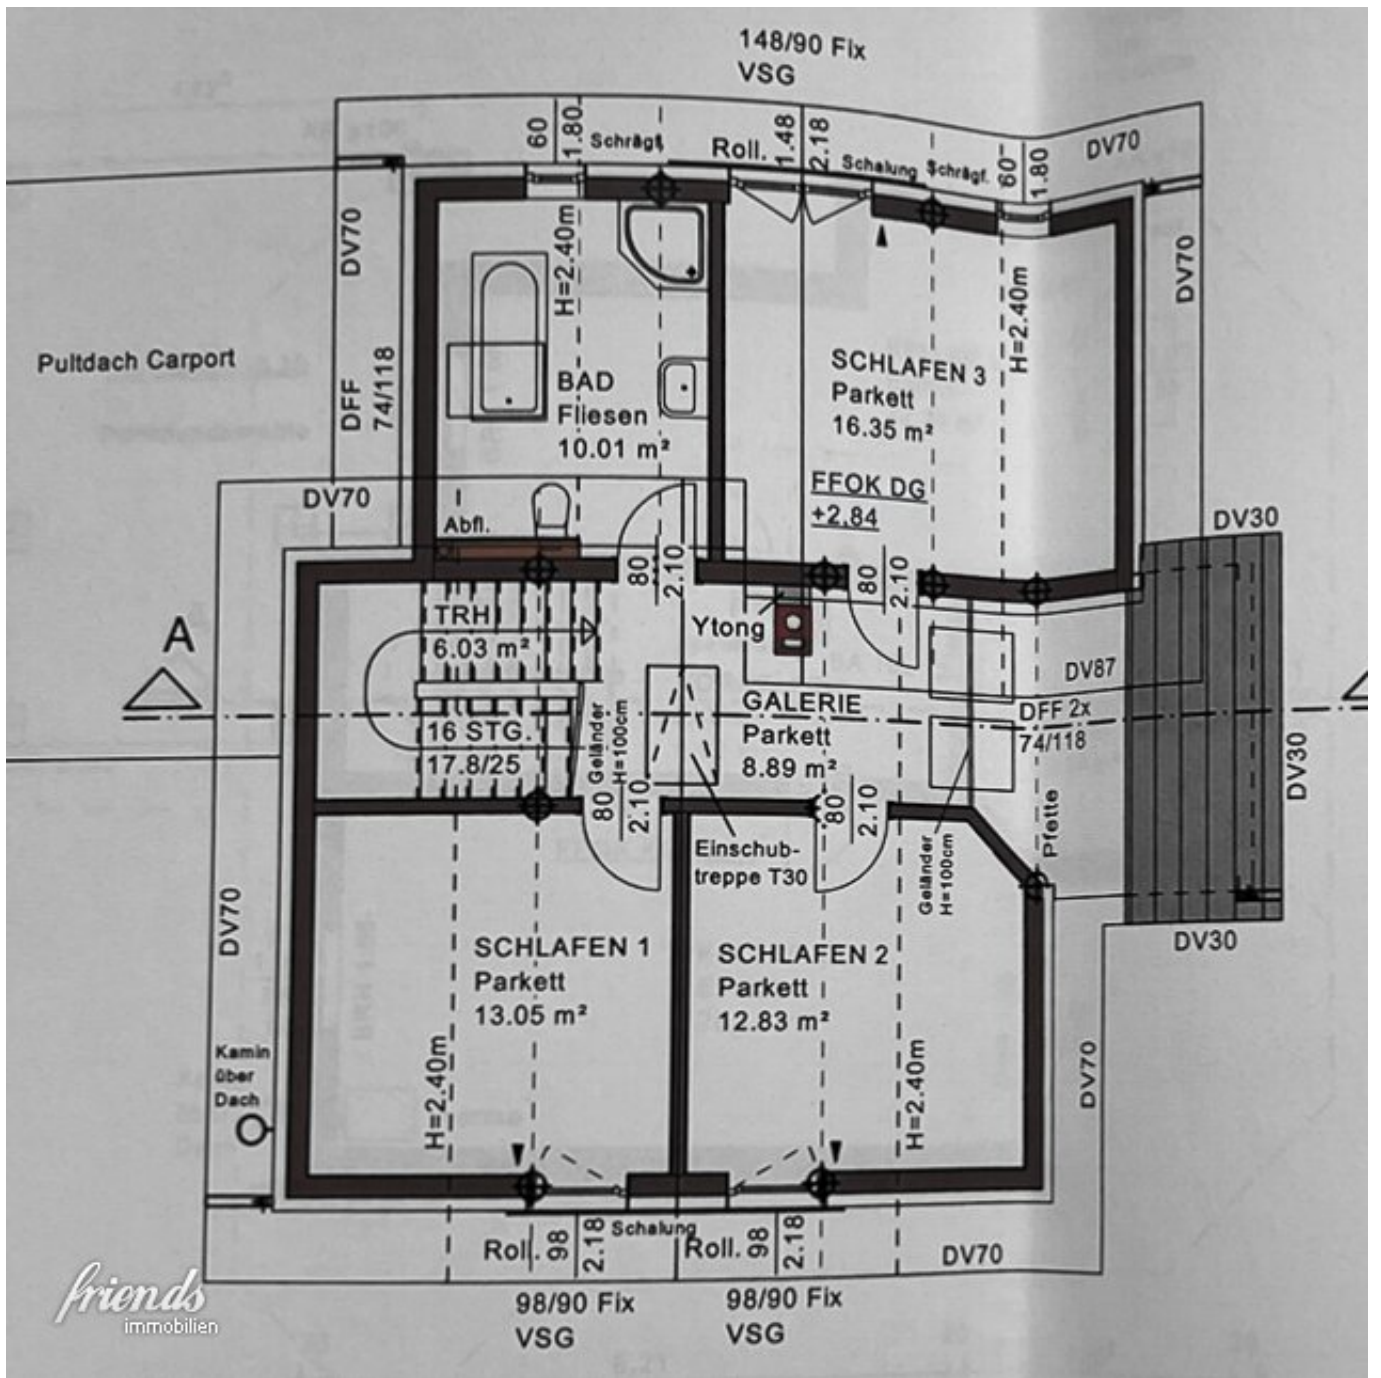 148/90 Fix
VSG
60
1.80
Schrägf.
Roll.
1.48
2.18
Schalung
Schrägf.
60
1.80
DV70
DV70
DV70
H=2.40m
H=2.40m
Pultdach Carport
DFF
74/118
BAD
Fliesen
10.01 m²
SCHLAFEN 3
Parkett
16.35 m²
FFOK DG
+2.84
DV70
Abfl.
DV30
80
2.10
80
2.10
A
TRH
6.03 m²
Ytong
DV87
16 STG.
17.8/25
Geländer
H=100cm
GALERIE
Parkett
8.89 m²
DFF 2x
74/118
DV30
80
2.10
80
2.10
Pfette
Einschub-
treppe T30
Geländer
H=100cm
DV70
SCHLAFEN 1
Parkett
13.05 m²
SCHLAFEN 2
Parkett
12.83 m²
DV30
Kamin
über
Dach
H=2.40m
H=2.40m
DV70
Roll.
98
2.18
Schalung
Roll.
98
2.18
DV70
98/90 Fix
VSG
98/90 Fix
VSG
friends
immobilien